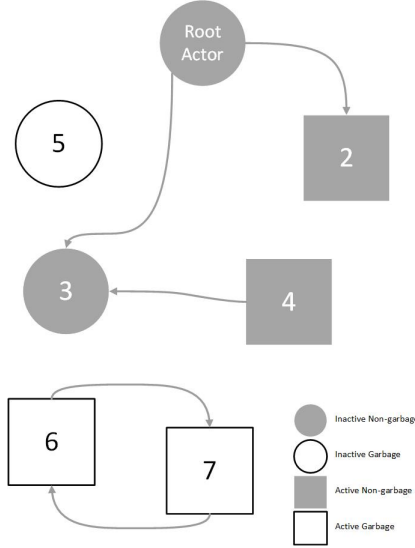 Root
Actor
5
2
3
4
6
7
Inactive Non-garbage
Inactive Garbage
Active Non-garbage
Active Garbage